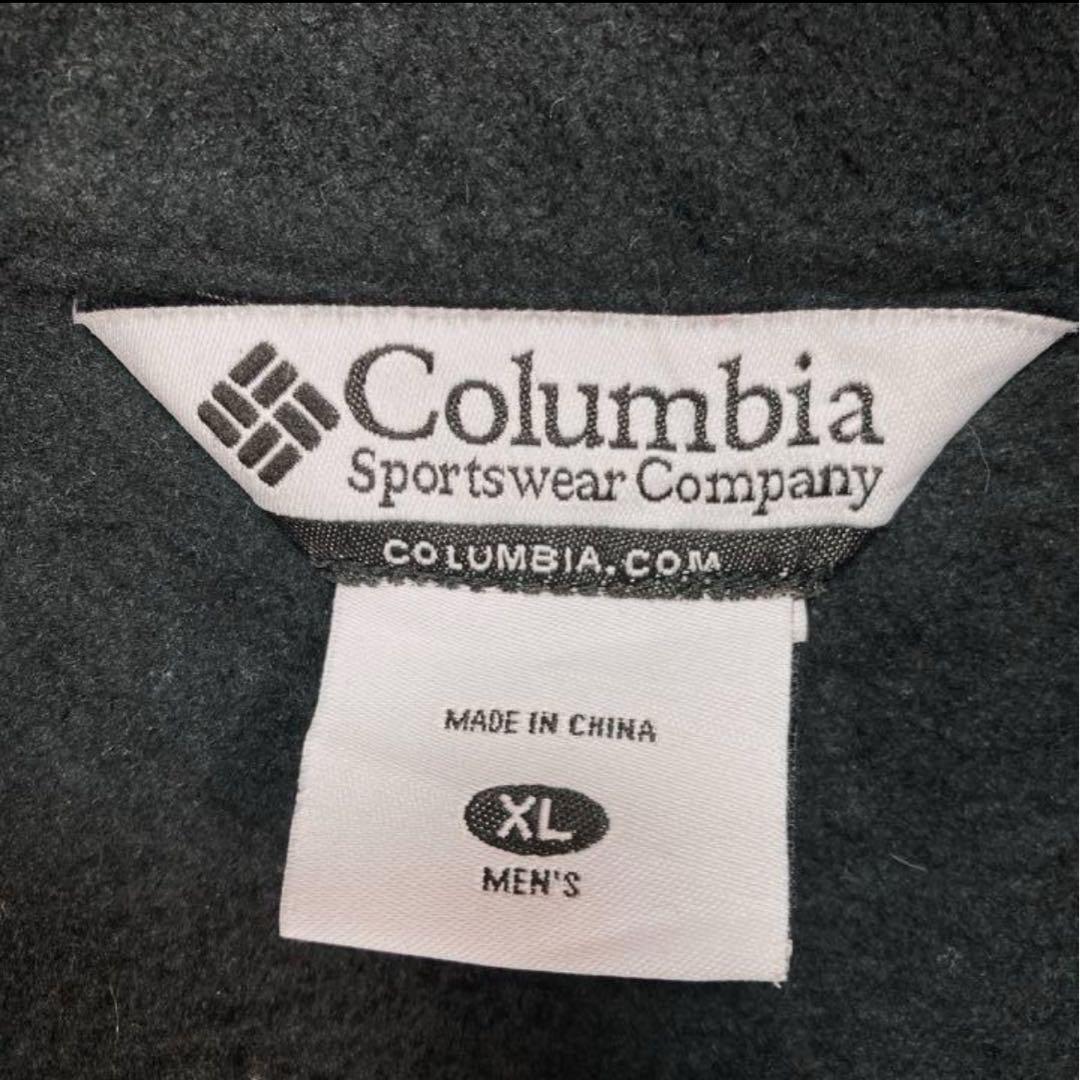 Columbia
Sportswear Company
COLUMBIA.COM
MADE IN CHINA
XL
MEN'S